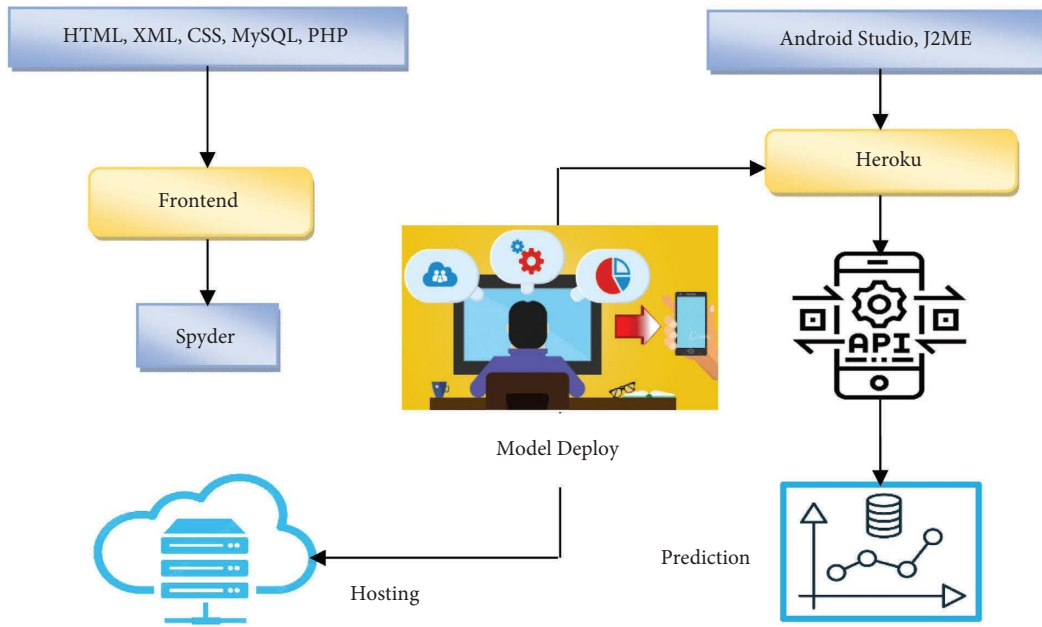 HTML, XML, CSS, MySQL, PHP
Android Studio, J2ME
Heroku
Frontend
API
Spyder
Model Deploy
Prediction
Hosting